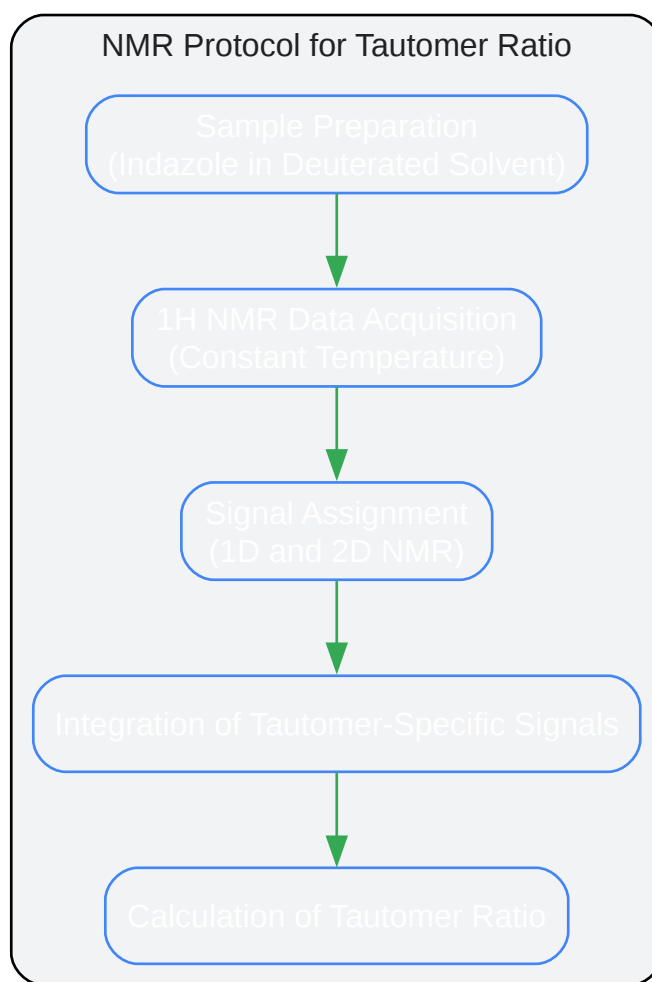 NMR Protocol for Tautomer Ratio
Sample Preparation
(Indazole in Deuterated Solvent)
1H NMR Data Acquisition
(Constant Temperature)
Signal Assignment
(1D and 2D NMR)
Integration of Tautomer-Specific Signals
Calculation of Tautomer Ratio